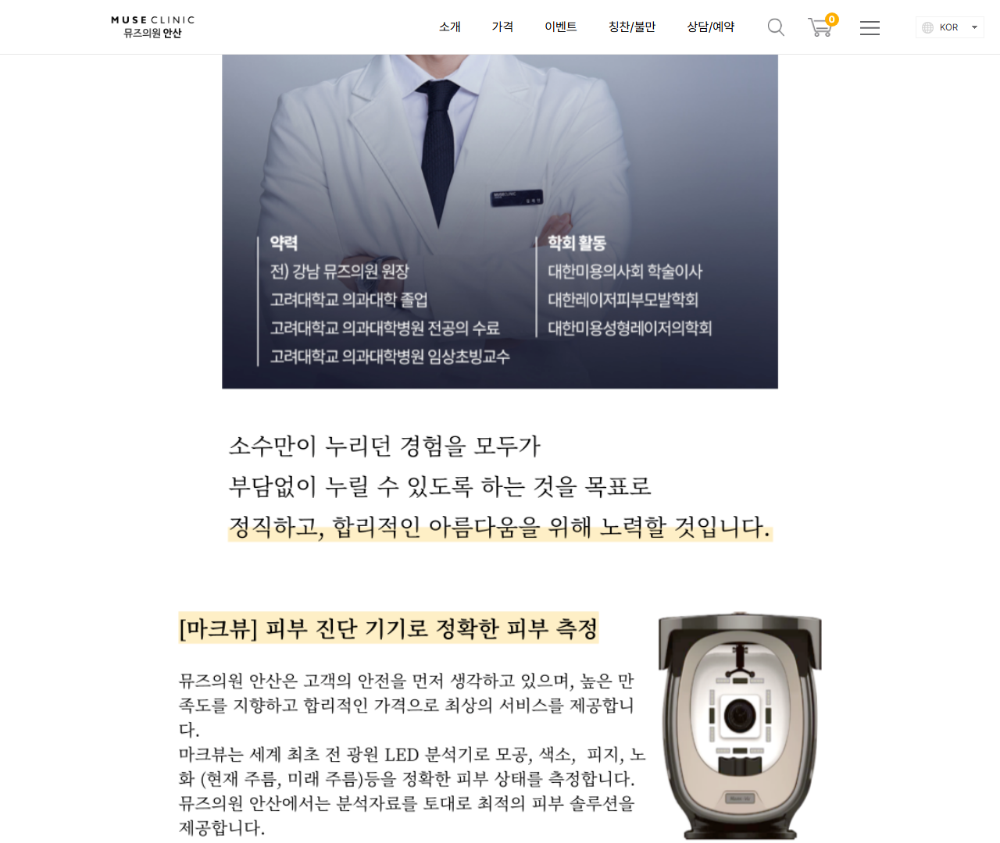 MUSE CLINIC
뮤즈의원 안산
소개
가격
이벤트
칭찬/불만
상담/예약
0
KOR
MUSECLINIC
약력
전) 강남 뮤즈의원 원장
고려대학교 의과대학 졸업
고려대학교 의과대학병원 전공의 수료
고려대학교 의과대학병원 임상초빙교수
학회 활동
대한미용의사회 학술이사
대한레이저피부모발학회
대한미용성형레이저의학회
소수만이 누리던 경험을 모두가
부담없이 누릴 수 있도록 하는 것을 목표로
정직하고, 합리적인 아름다움을 위해 노력할 것입니다.
[마크뷰] 피부 진단 기기로 정확한 피부 측정
뮤즈의원 안산은 고객의 안전을 먼저 생각하고 있으며, 높은 만
족도를 지향하고 합리적인 가격으로 최상의 서비스를 제공합니
다.
마크뷰는 세계 최초 전 광원 LED 분석기로 모공, 색소, 피지, 노
화 (현재 주름, 미래 주름)등을 정확한 피부 상태를 측정합니다.
뮤즈의원 안산에서는 분석자료를 토대로 최적의 피부 솔루션을
제공합니다.